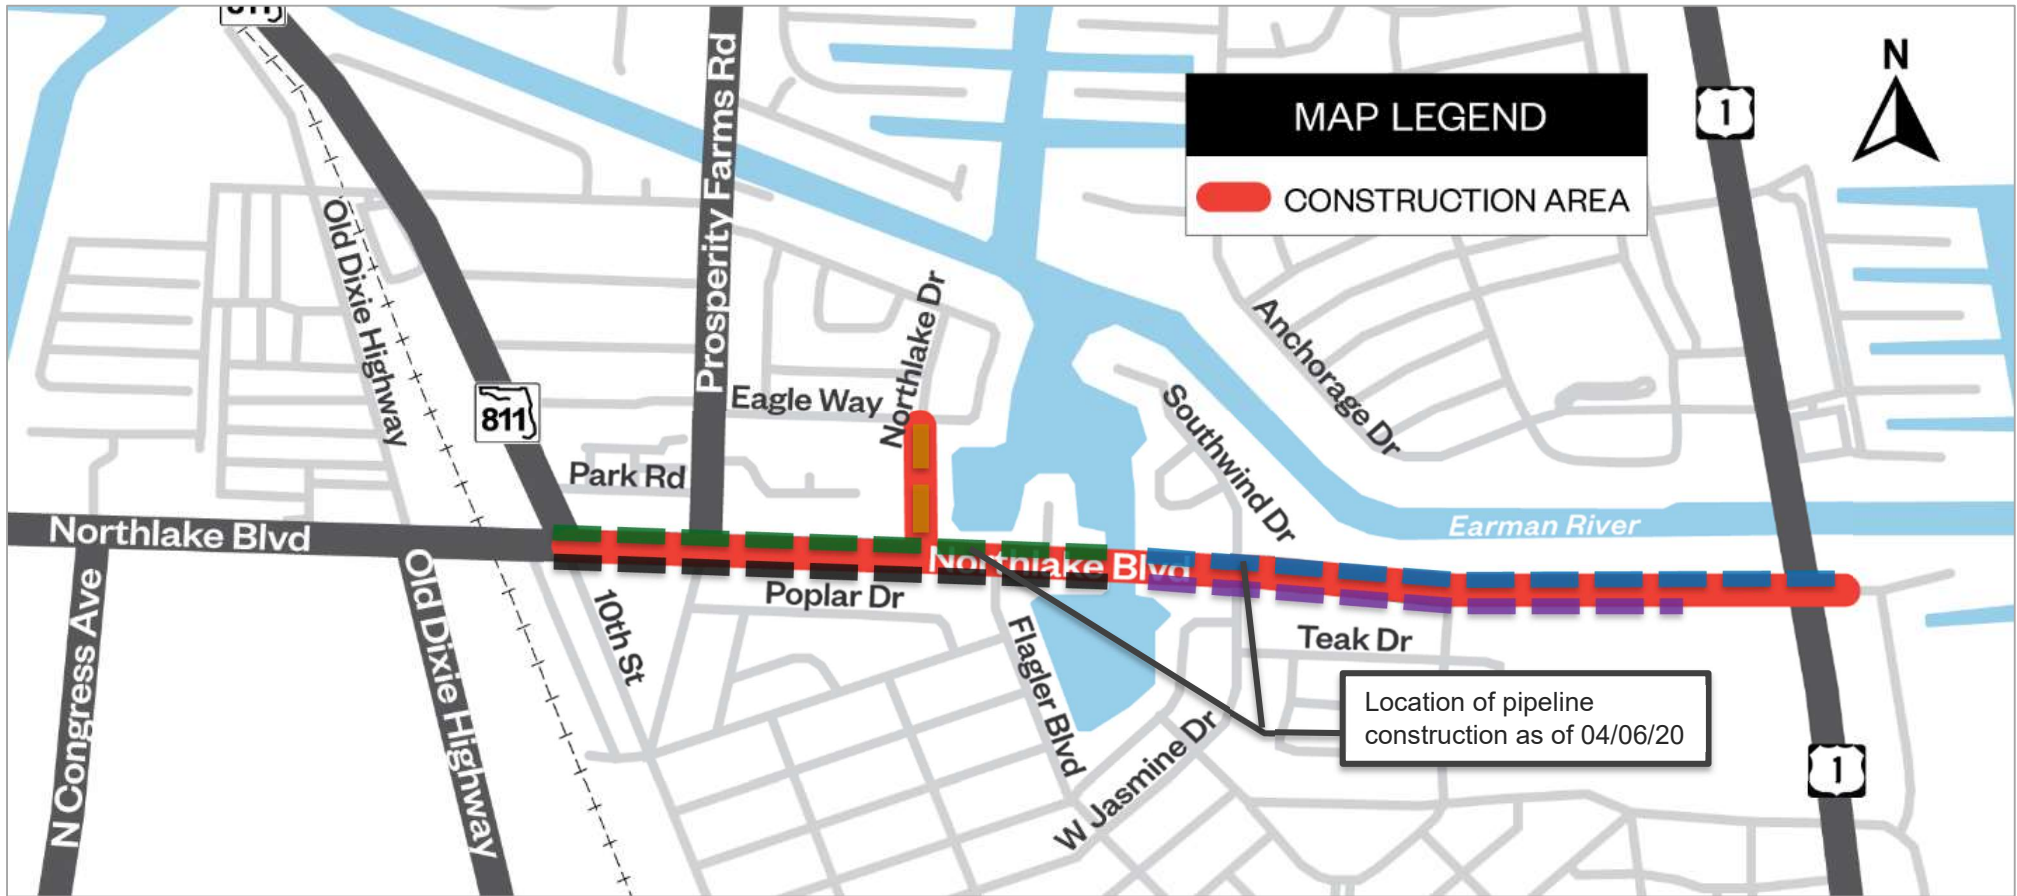 811
Prosperity Farms Rd
MAP LEGEND
CONSTRUCTION AREA
1
N
Old Dixie Highway
811
Eagle Way
Northlake Dr
Anchorage Dr
Southwind Dr
Park Rd
Northlake Blvd
Earman River
Northlake Blvd
Poplar Dr
10th St
Old Dixie Highway
N Congress Ave
Flagler Blvd
Teak Dr
W Jasmine Dr
Location of pipeline
construction as of 04/06/20
1